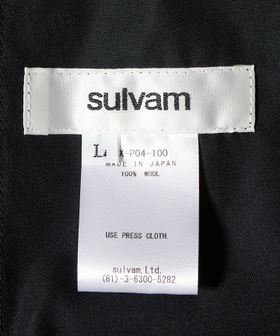 sulvam
L
X-P04-100
MADE IN JAPAN
100% WOOL
USE PRESS CLOTH.
sulvam,Ltd.
(81)-3-6300-5282